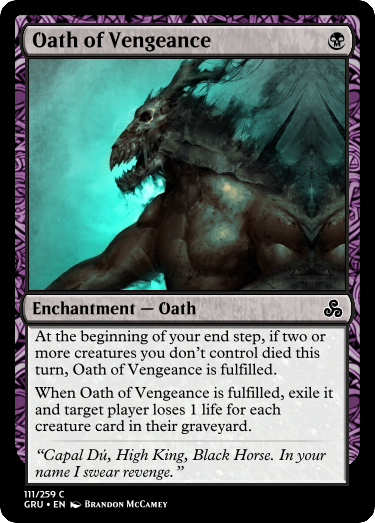 Oath of Vengeance
Enchantment — Oath
At the beginning of your end step, if two or
more creatures you don't control died this
turn, Oath of Vengeance is fulfilled.
When Oath of Vengeance is fulfilled, exile it
and target player loses 1 life for each
creature card in their graveyard.
“Capal Dú, High King, Black Horse. In your
name I swear revenge.”
111/259 C
GRU • EN Brandon McCamey